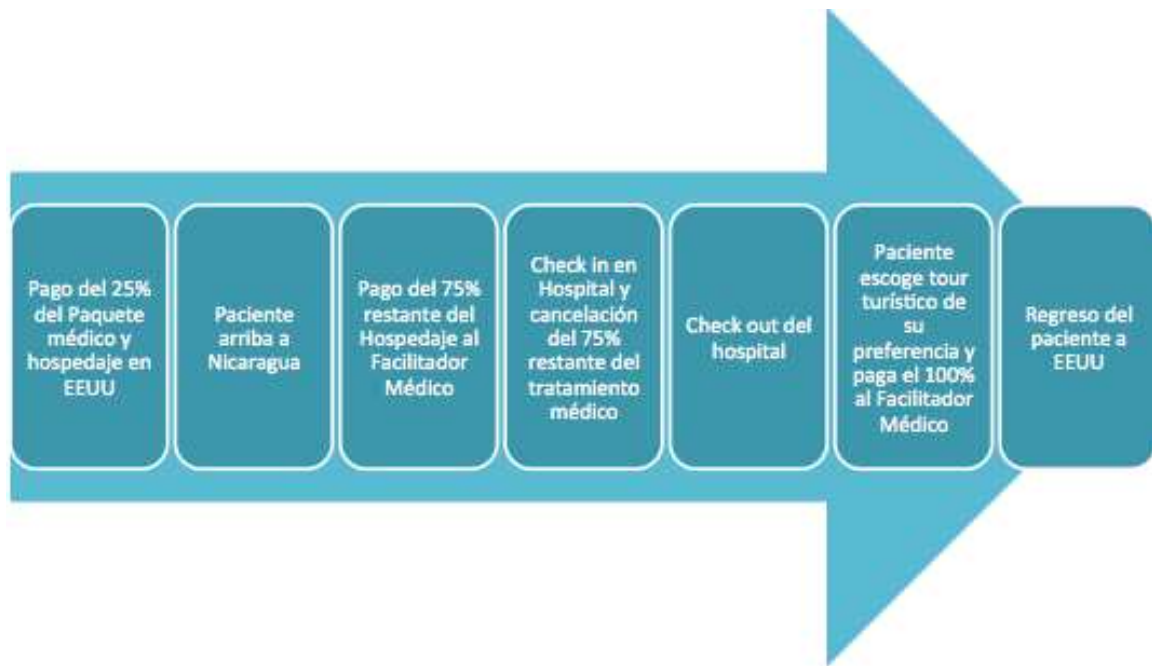 Pago del 25%
del Paquete
médico y
hospedaje en
EEUU
Paciente
arriba a
Nicaragua
Pago del 75%
restante del
Hospedaje al
Facilitador
Médico
Check in en
Hospital y
cancelación
del 75%
restante del
tratamiento
médico
Check out del
hospital
Paciente
escoge tour
turístico de
su
preferencia y
paga el 100%
al Facilitador
Médico
Regreso del
paciente a
EEUU